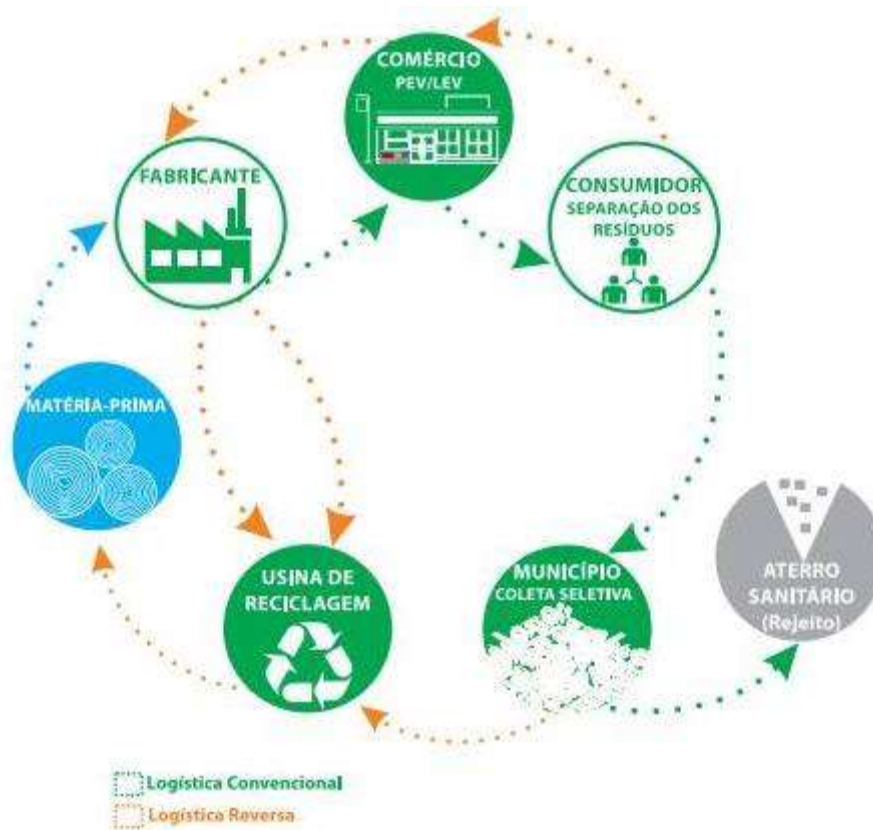 COMÉRCIO
PEV/LEV
FABRICANTE
CONSUMIDOR
SEPARAÇÃO DOS
RESÍDUOS
MATÉRIA-PRIMA
USINA DE
RECICLAGEM
MUNICÍPIO
COLETA SELETIVA
ATERRO
SANITÁRIO
(Rejeito)
Logística Convencional
Logística Reversa